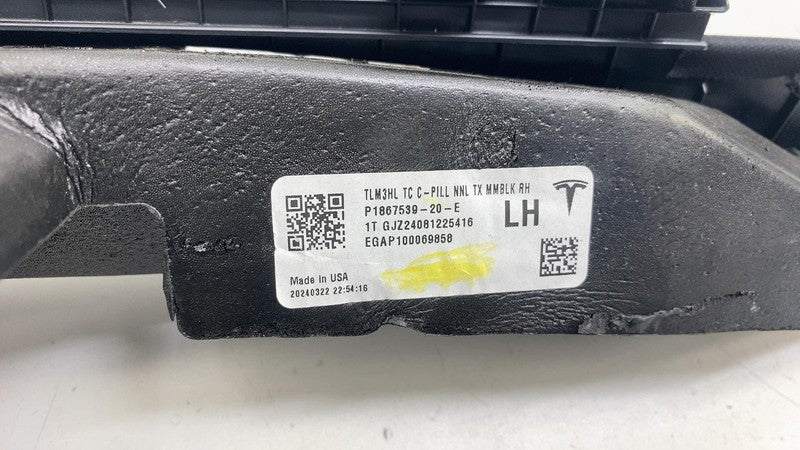 TLM3HL TC C-PILL NNL TX MMBLK RH
P1867539-20-E
LH
1T GJZ24081225416
EGAP100069858
Made in USA
20240322 22:54:16